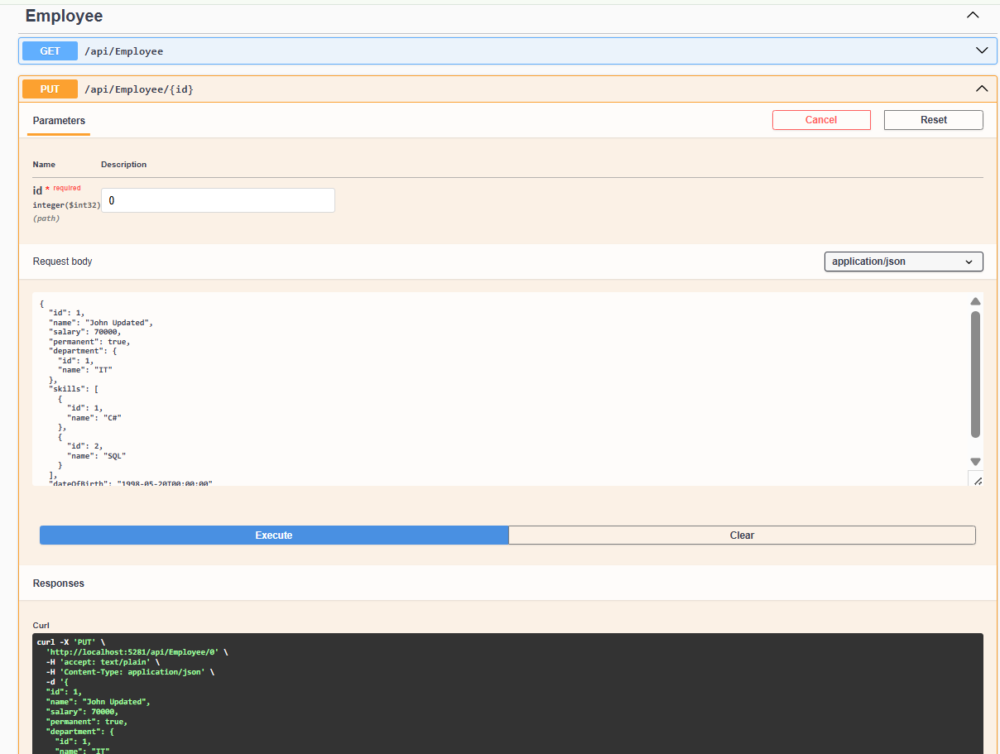 Employee
GET /api/Employee
PUT /api/Employee/{id}
Parameters
Cancel
Reset
Name Description
id * required
integer($int32)
(path)
0
Request body
application/json
{
  "id": 1,
  "name": "John Updated",
  "salary": 70000,
  "permanent": true,
  "department": {
    "id": 1,
    "name": "IT"
  },
  "skills": [
    {
      "id": 1,
      "name": "C#"
    },
    {
      "id": 2,
      "name": "SQL"
    }
  ],
  "dateOfBirth": "1998-05-20T00:00:00"
Execute
Clear
Responses
Curl
curl -X 'PUT' \
  'http://localhost:5281/api/Employee/0' \
  -H 'accept: text/plain' \
  -H 'Content-Type: application/json' \
  -d '{
  "id": 1,
  "name": "John Updated",
  "salary": 70000,
  "permanent": true,
  "department": {
    "id": 1,
    "name": "IT"